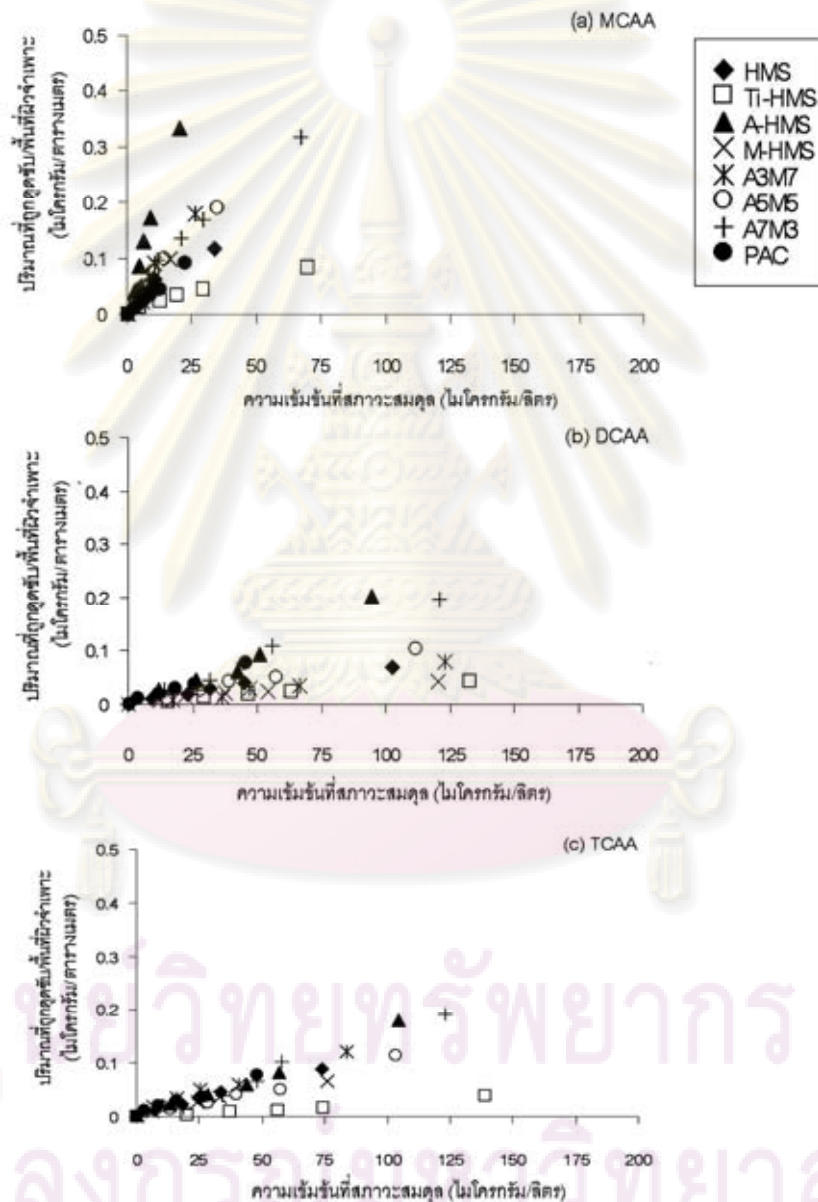 (a) MCAA
0.5
0.4
0.3
0.2
0.1
0
0 25 50 75 100 125 150 175 200
ปริมาณที่ถูกดูดซับ/พื้นที่ผิวจำเพาะ
(ไมโครกรัม/ตารางเมตร)
ความเข้มข้นที่สภาวะสมดุล (ไมโครกรัม/ลิตร)
HMS
Ti-HMS
A-HMS
M-HMS
A3M7
A5M5
A7M3
PAC
(b) DCAA
0.5
0.4
0.3
0.2
0.1
0
0 25 50 75 100 125 150 175 200
ปริมาณที่ถูกดูดซับ/พื้นที่ผิวจำเพาะ
(ไมโครกรัม/ตารางเมตร)
ความเข้มข้นที่สภาวะสมดุล (ไมโครกรัม/ลิตร)
(c) TCAA
0.5
0.4
0.3
0.2
0.1
0
0 25 50 75 100 125 150 175 200
ปริมาณที่ถูกดูดซับ/พื้นที่ผิวจำเพาะ
(ไมโครกรัม/ตารางเมตร)
ความเข้มข้นที่สภาวะสมดุล (ไมโครกรัม/ลิตร)
วิทยทรัพยากร